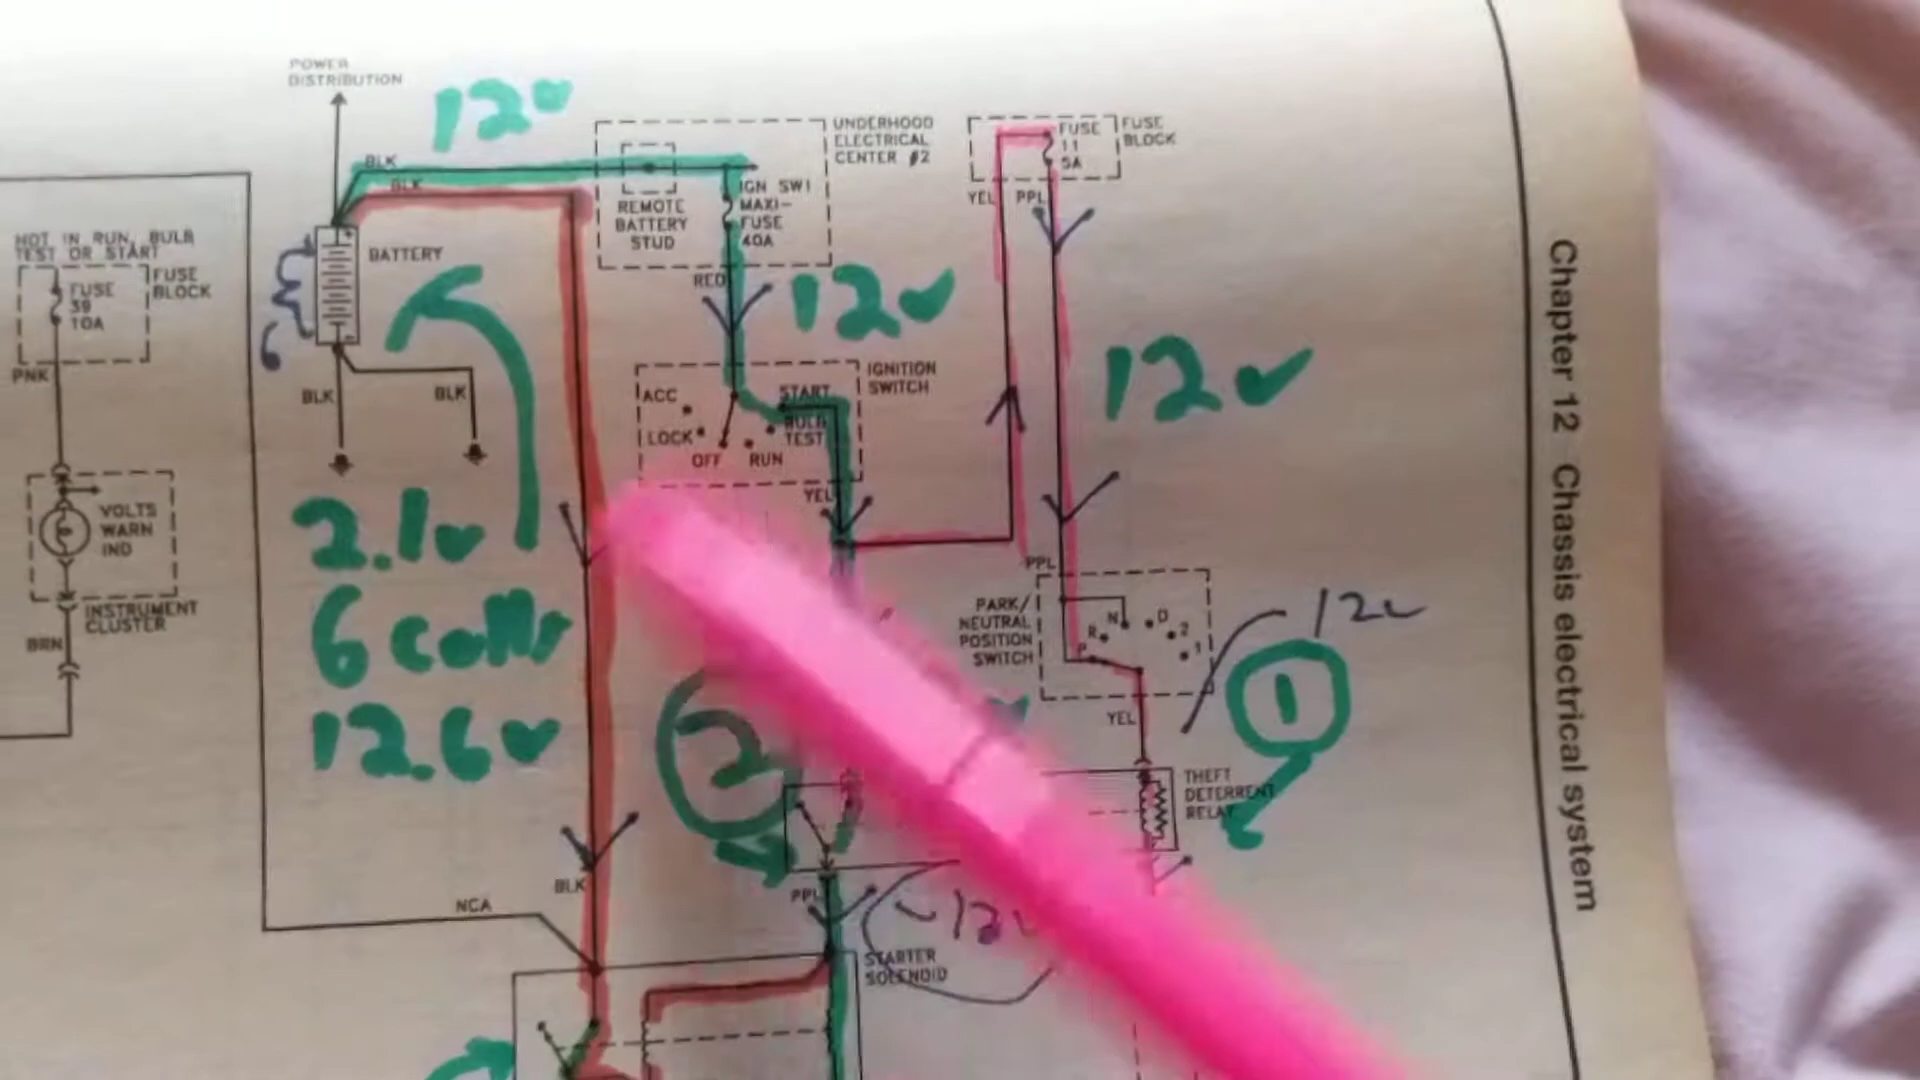 POWER
DISTRIBUTION
12v
BLK
BLK
UNDERHOOD
ELECTRICAL
CENTER #2
REMOTE
BATTERY
STUD
IGN SW1
MAXI-
FUSE
40A
FUSE
11
5A
FUSE
BLOCK
YEL
PPL
HOT IN RUN, BULB
TEST OR START
FUSE
39
10A
FUSE
BLOCK
BATTERY
6
RED
12v
12v
PNK
BLK
BLK
IGNITION
SWITCH
ACC
LOCK
OFF
RUN
START
BULB
TEST
YEL
VOLTS
WARN
IND
INSTRUMENT
CLUSTER
BRN
2.1v
6 cells
12.6v
PPL
PARK/
NEUTRAL
POSITION
SWITCH
P
R
N
D
2
1
12v
1
YEL
THEFT
DETERRENT
RELAY
2
BLK
NCA
PPL
~12v
STARTER
SOLENOID
Chapter 12 Chassis electrical system